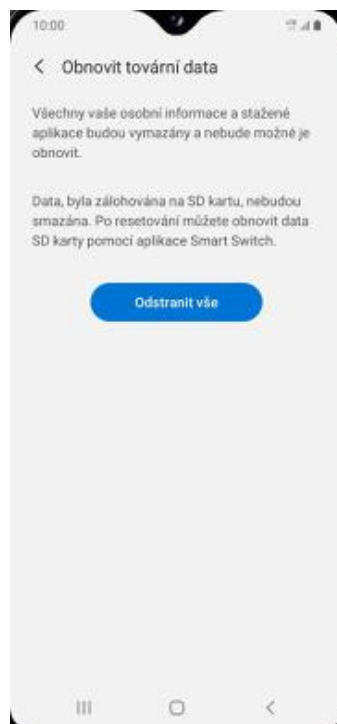 10:00
Obnovit tovární data
Všechny vaše osobní informace a stažené
aplikace budou vymazány a nebude možné je
obnovit.
Data, byla zálohována na SD kartu, nebudou
smazána. Po resetování můžete obnovit data
SD karty pomocí aplikace Smart Switch.
Odstranit vše